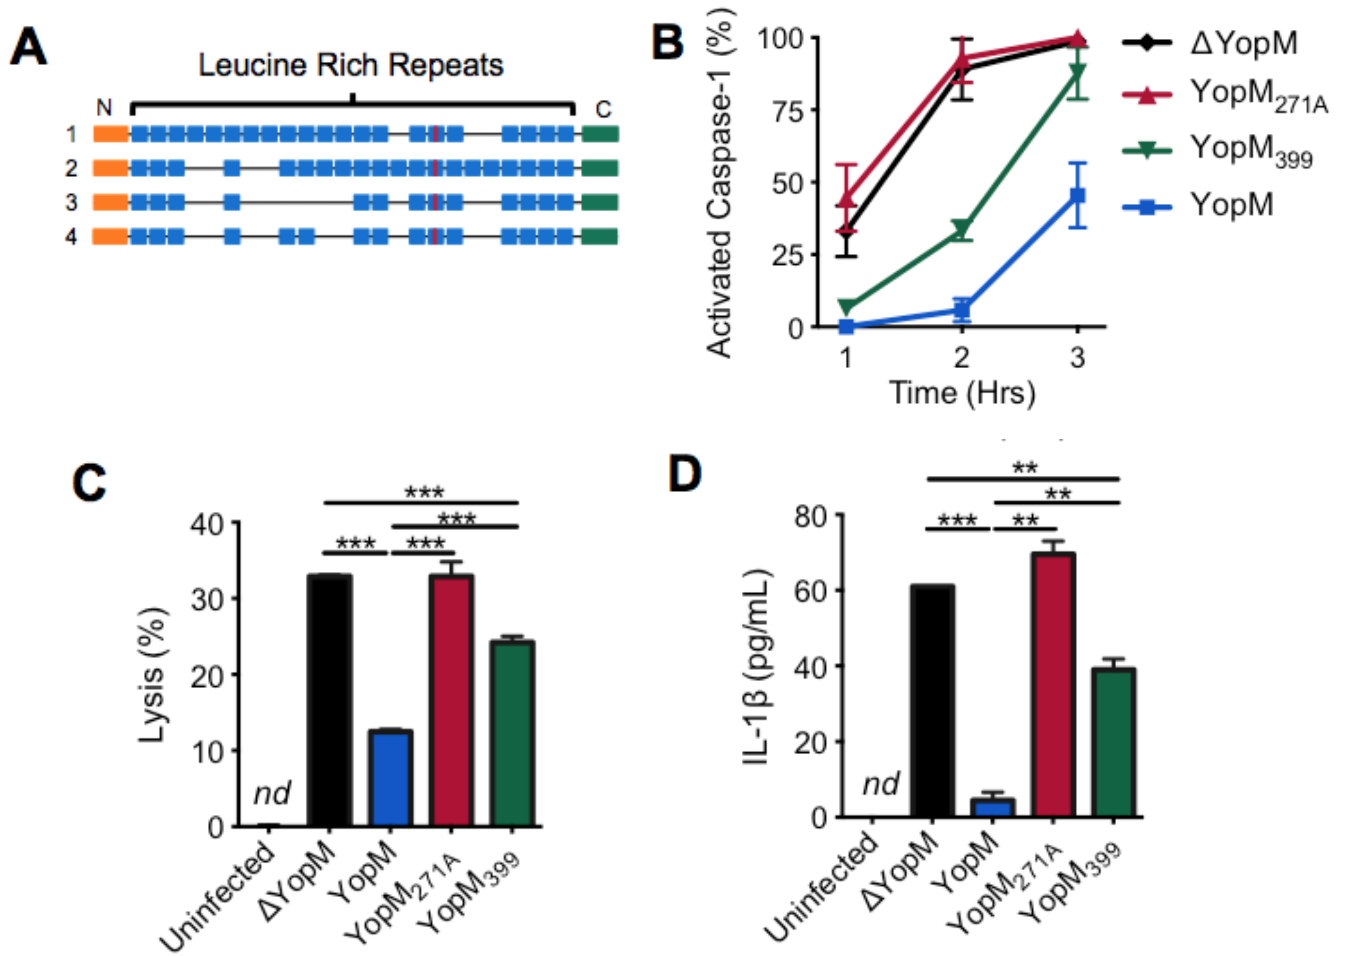 A
Leucine Rich Repeats
N
C
1
2
3
4
B
Activated Caspase-1 (%)
100
75
50
25
0
1 2 3
Time (Hrs)
ΔYopM
YopM271A
YopM399
YopM
C
Lysis (%)
40
30
20
10
0
***
***
*** ***
nd
Uninfected
ΔYopM
YopM
YopM271A
YopM399
D
IL-1β (pg/mL)
80
60
40
20
0
**
**
*** **
nd
Uninfected
ΔYopM
YopM
YopM271A
YopM399